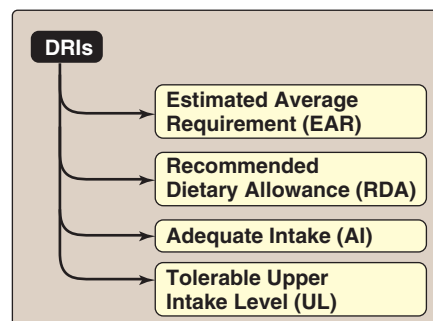 DRIs
Estimated Average
Requirement (EAR)
Recommended
Dietary Allowance (RDA)
Adequate Intake (AI)
Tolerable Upper
Intake Level (UL)